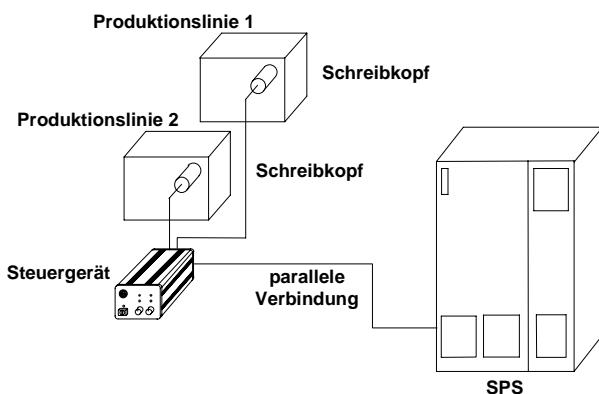 Produktionslinie 1
Schreibkopf
Produktionslinie 2
Schreibkopf
Steuergerät
parallele
Verbindung
SPS